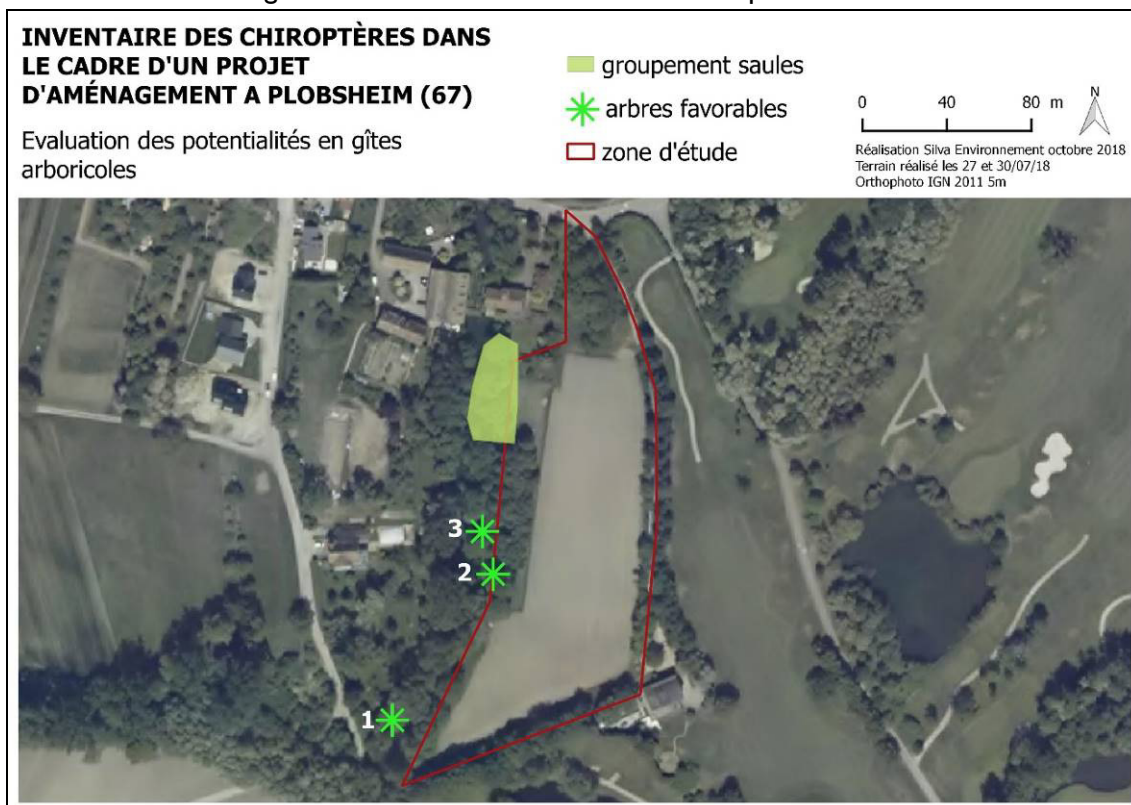 INVENTAIRE DES CHIROPTÈRES DANS
LE CADRE D'UN PROJET
D'AMÉNAGEMENT A PLOBSHEIM (67)
Evaluation des potentialités en gîtes
arboricoles
groupement saules
arbres favorables
zone d'étude
0 40 80 m
N
Réalisation Silva Environnement octobre 2018
Terrain réalisé les 27 et 30/07/18
Orthophoto IGN 2011 5m
3
2
1